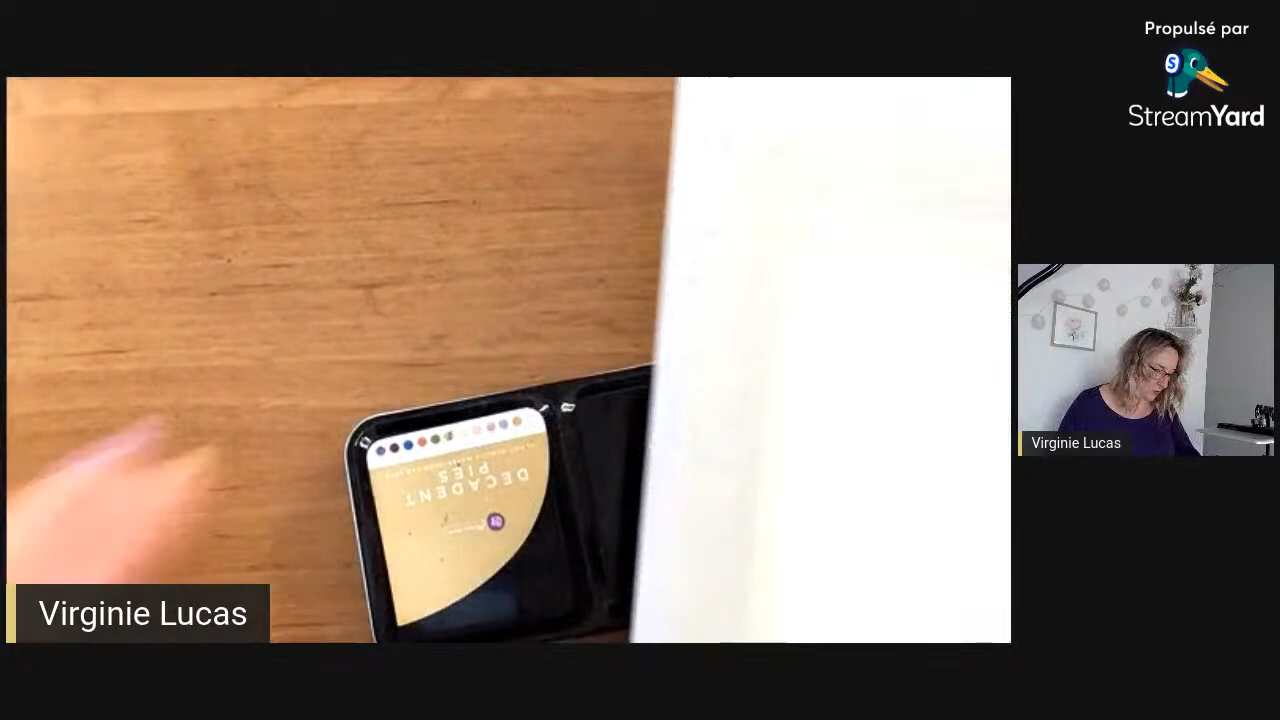 Propulsé par
S
StreamYard
DECADENT
PIES
Virginie Lucas
Virginie Lucas